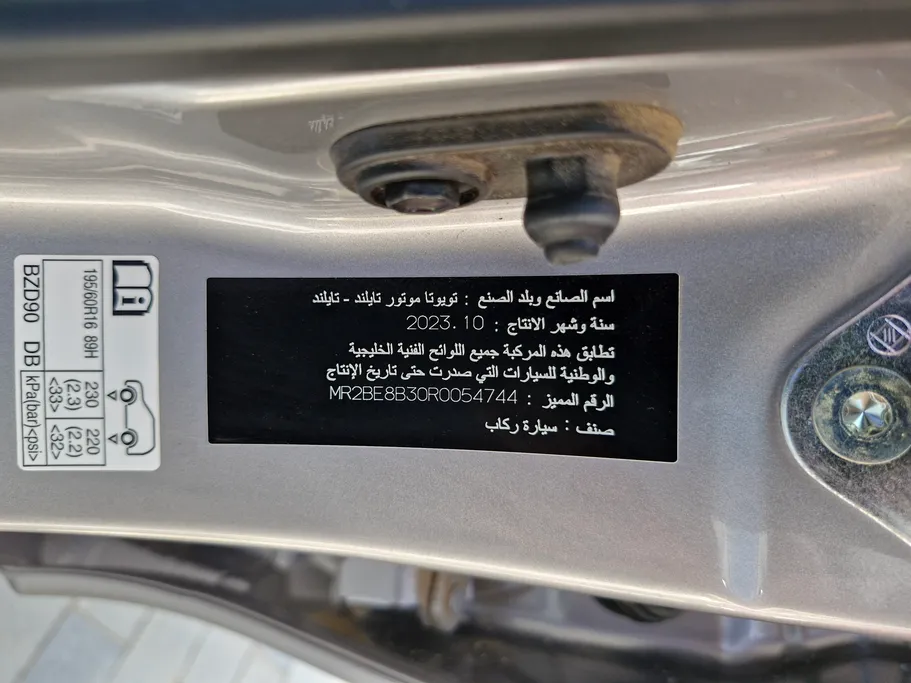 اسم الصانع وبلد الصنع : تويوتا موتور تايلند - تايلند
سنة وشهر الانتاج : 2023.10
تطابق هذه المركبة جميع اللوائح الفنية الخليجية
والوطنية للسيارات التي صدرت حتى تاريخ الإنتاج
الرقم المميز : MR2BE8B30R0054744
صنف : سيارة ركاب
195/60R16 89H
230
(2.3)
<33>
220
(2.2)
<32>
kPa(bar)<psi>
BZD90 DB